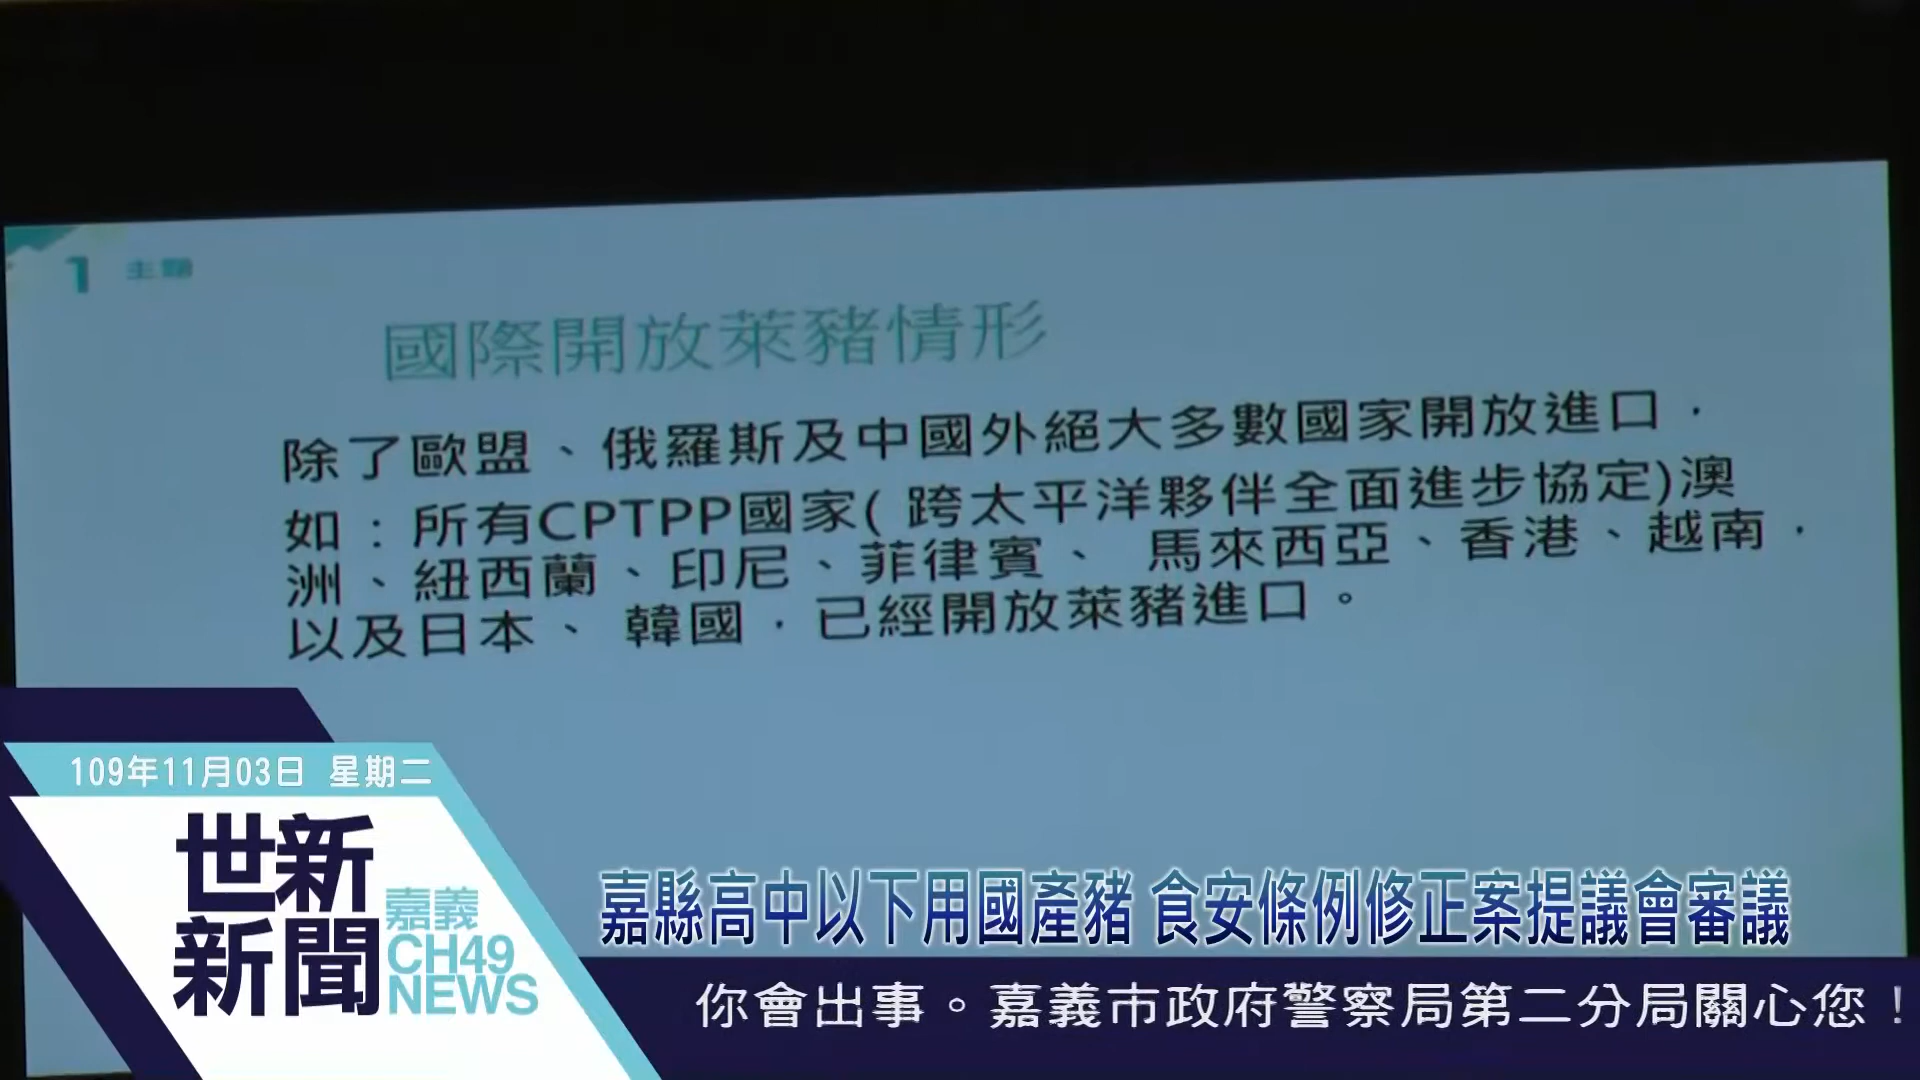 1 主題
國際開放萊豬情形
除了歐盟、俄羅斯及中國外絕大多數國家開放進口，
如：所有CPTPP國家( 跨太平洋夥伴全面進步協定)澳
洲、紐西蘭、印尼、菲律賓、 馬來西亞、香港、越南，
以及日本、 韓國，已經開放萊豬進口。
109年11月03日 星期二
世新
新聞
嘉義
CH49
NEWS
嘉縣高中以下用國產豬 食安條例修正案提議會審議
你會出事。嘉義市政府警察局第二分局關心您！